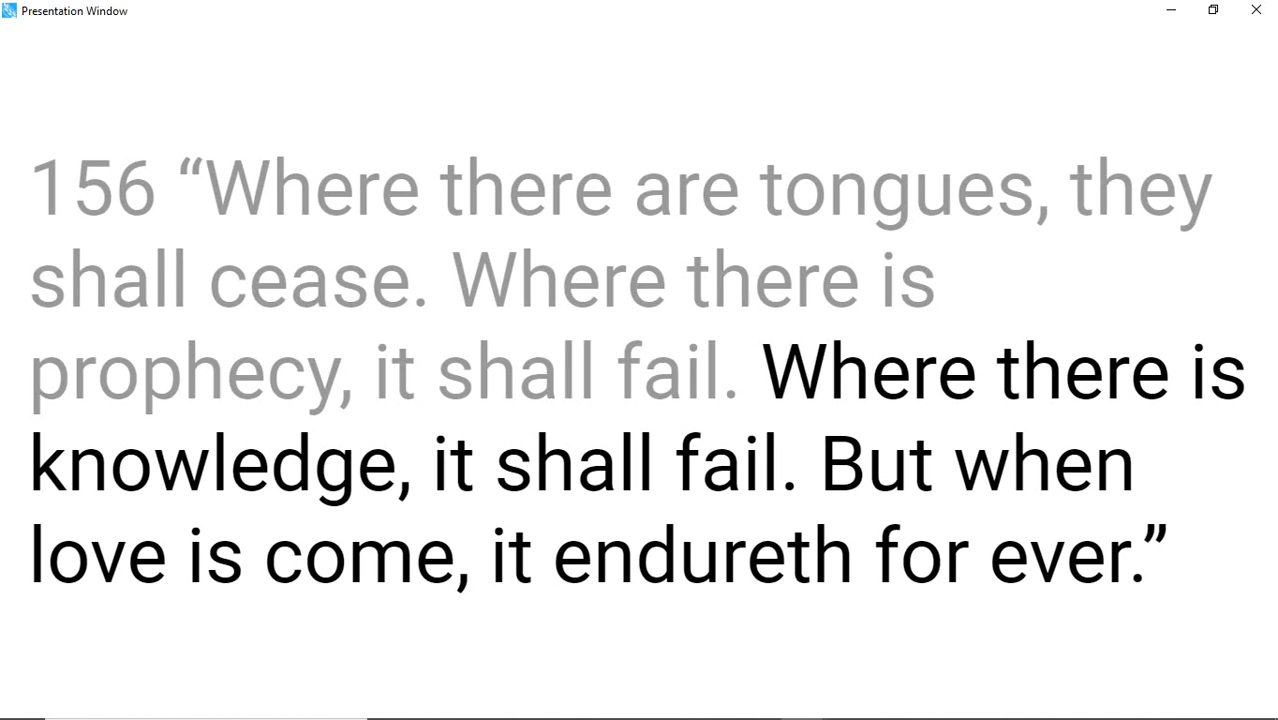 Presentation Window
156 “Where there are tongues, they
shall cease. Where there is
prophecy, it shall fail. Where there is
knowledge, it shall fail. But when
love is come, it endureth for ever.”